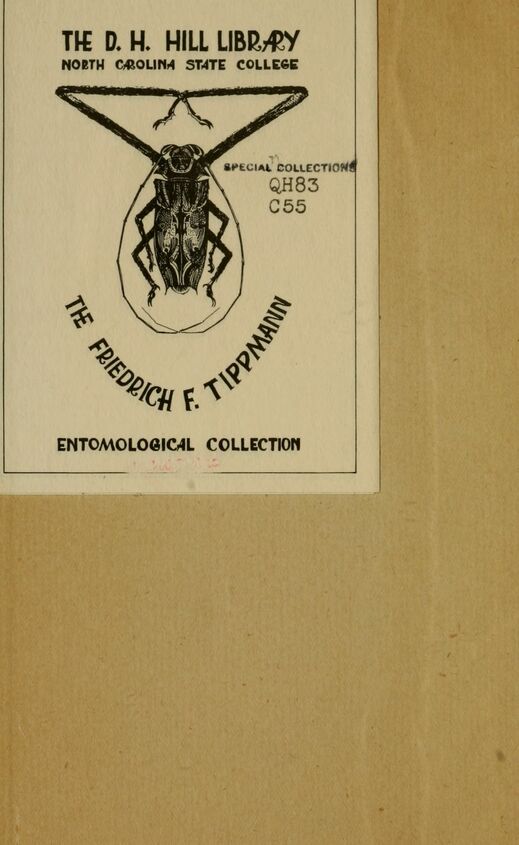 THE D. H. HILL LIBRARY
NORTH CAROLINA STATE COLLEGE
SPECIAL COLLECTIONS
QH83
C55
THE FRIEDRICH F. TIPPMANN
ENTOMOLOGICAL COLLECTION